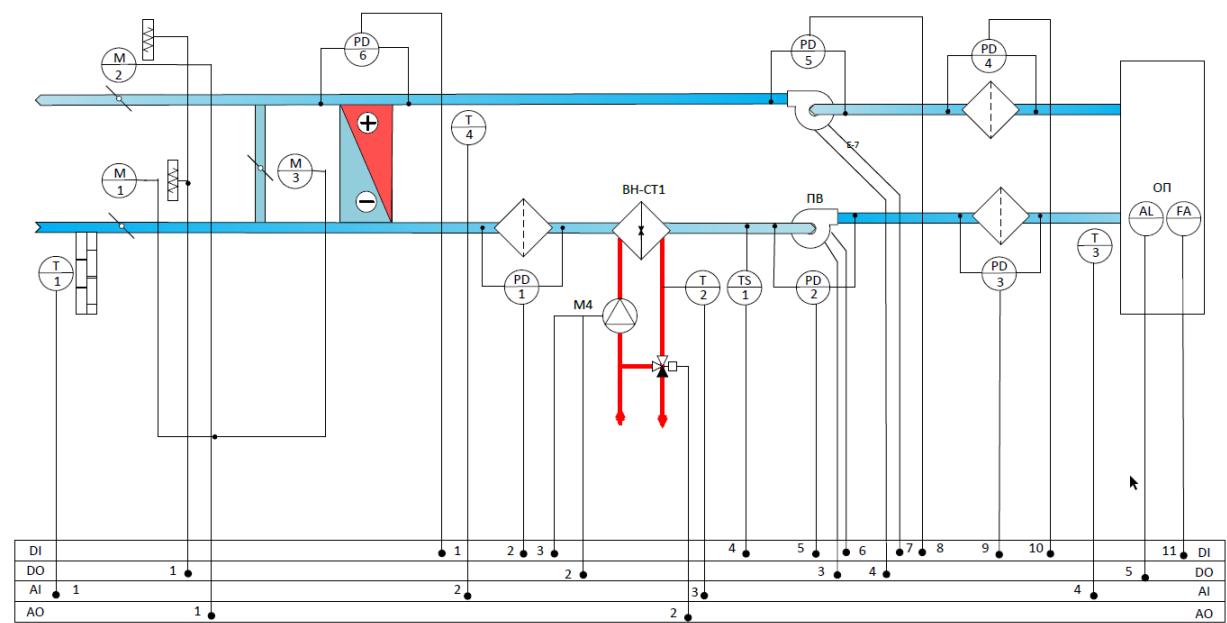 PD
6
M
2
PD
5
PD
4
T
4
E-7
M
1
M
3
ВН-СТ1
ПВ
ОП
AL
FA
T
1
PD
1
T
2
TS
1
PD
2
PD
3
T
3
M4
DI 1 2 3 4 5 6 7 8 9 10 11 DI
DO 1 2 3 4 5 DO
AI 1 2 3 4 AI
AO 1 2 AO